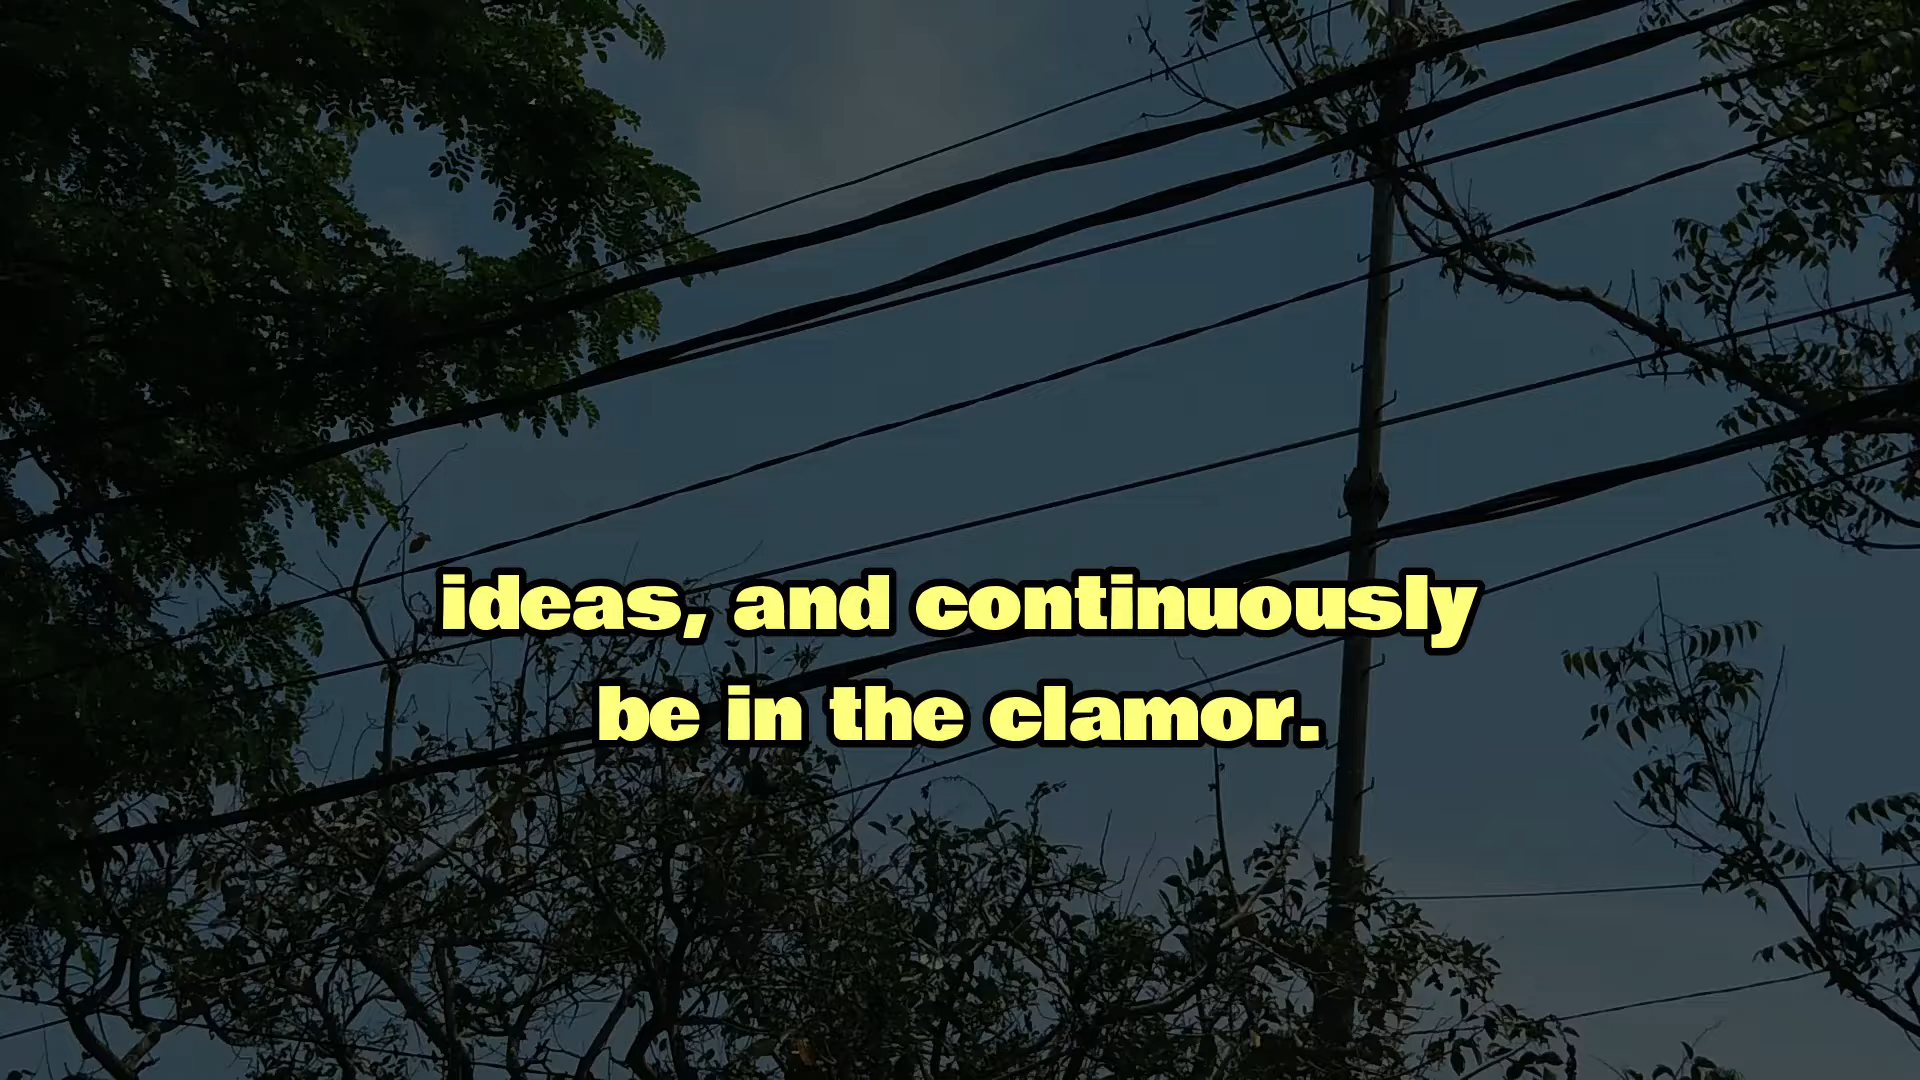 ideas, and continuously
be in the clamor.